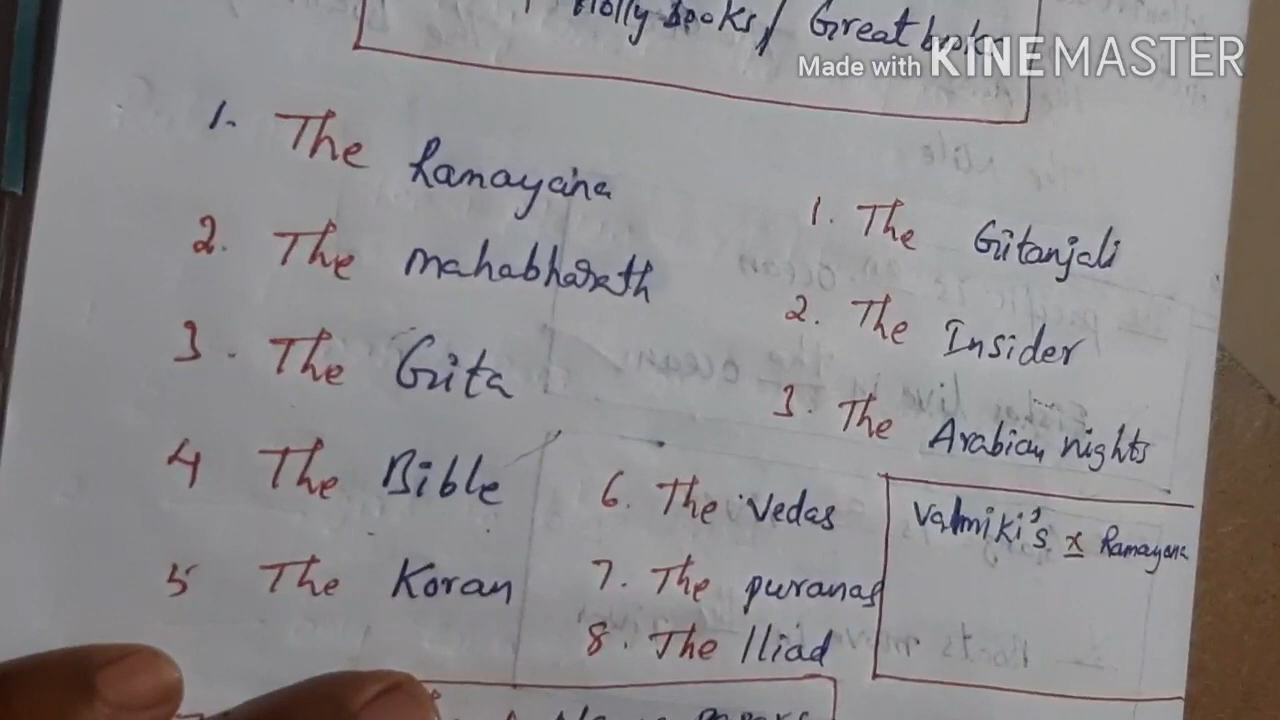 Holly books/ Great books
Made with KINEMASTER
1. The Ramayana
2. The mahabharath
3. The Gita
4 The Bible
5 The Koran
6. The Vedas
7. The puranas
8. The Iliad
1. The Gitanjali
2. The Insider
3. The Arabian nights
Valmiki's x Ramayana